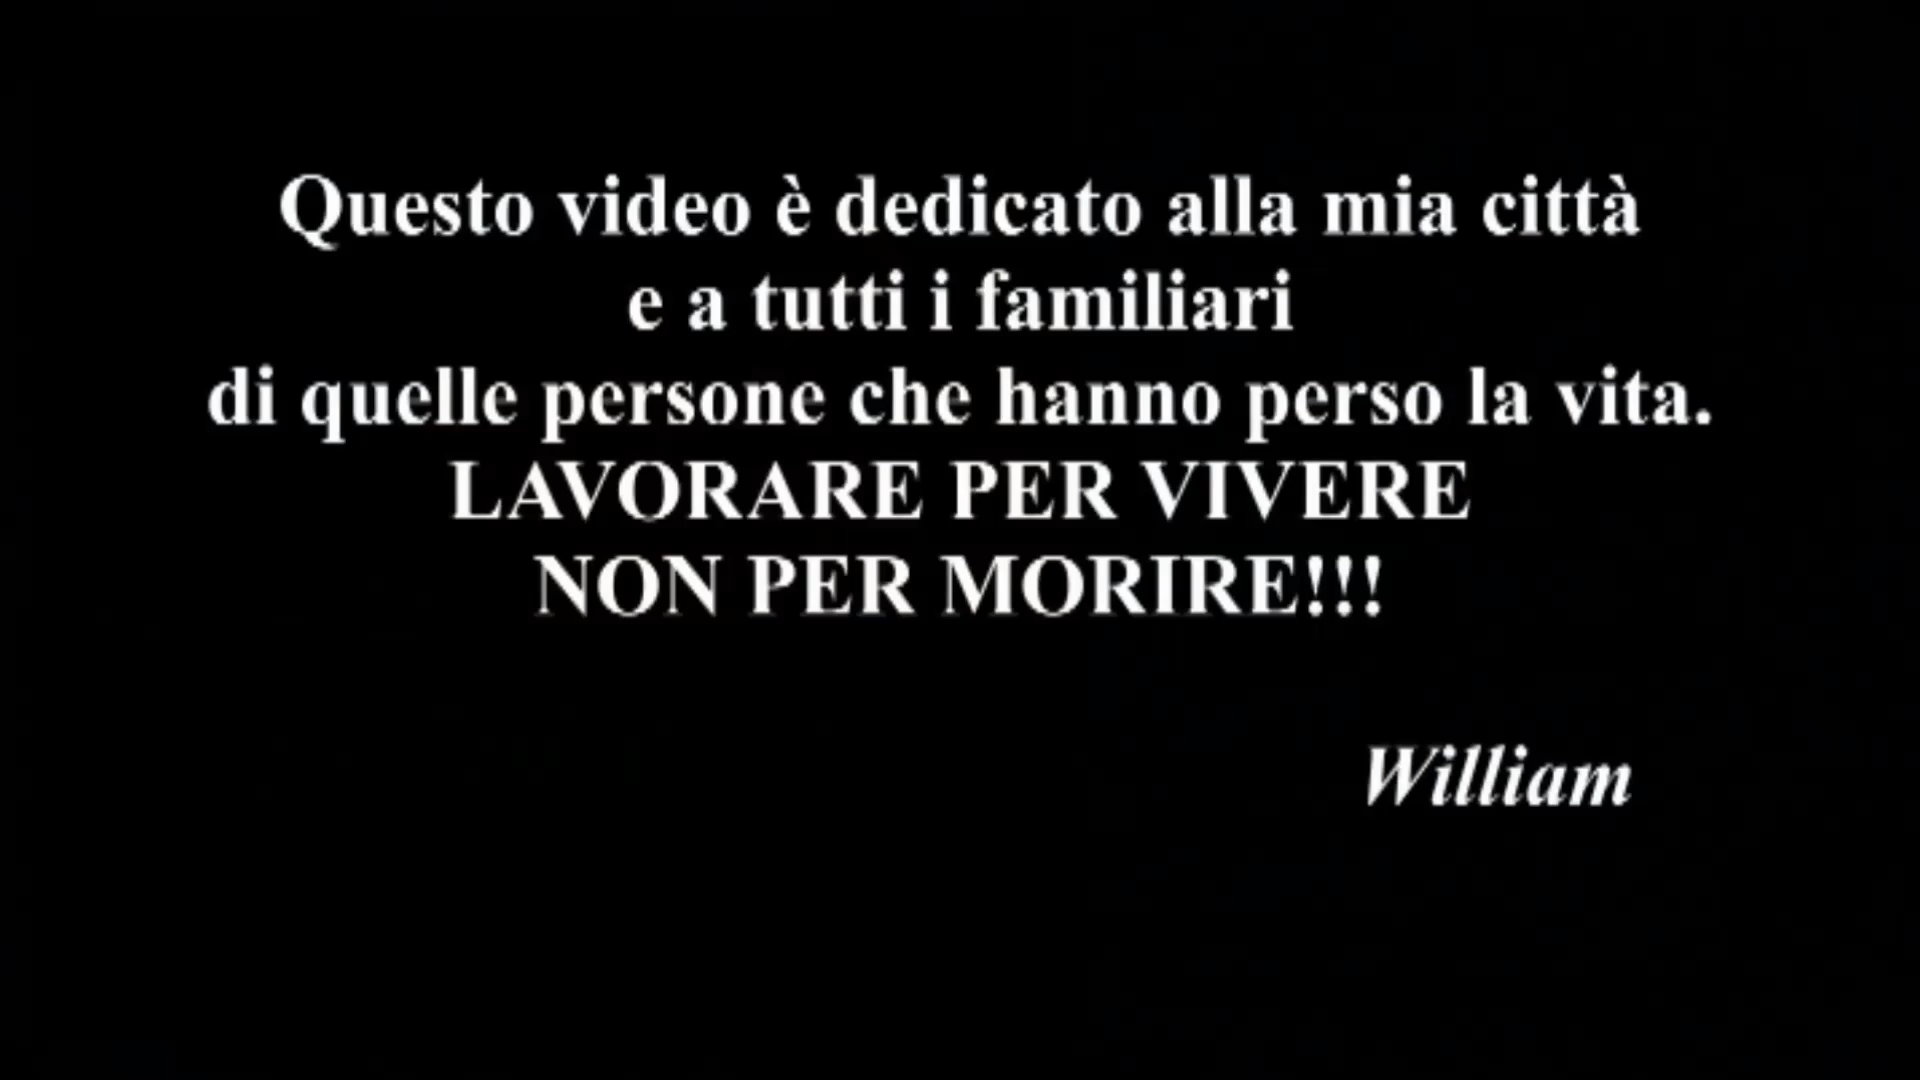 Questo video è dedicato alla mia città
e a tutti i familiari
di quelle persone che hanno perso la vita.
LAVORARE PER VIVERE
NON PER MORIRE!!!
William